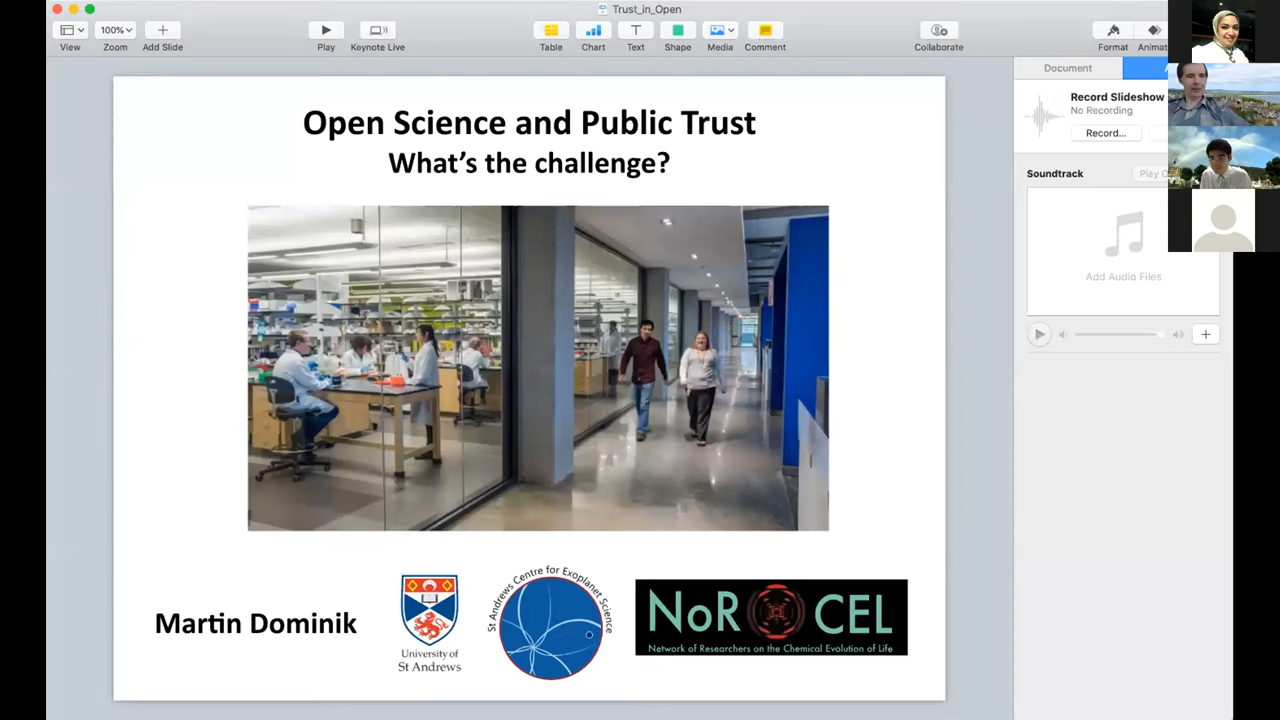 Trust_in_Open
100%
View
Zoom
Add Slide
Play
Keynote Live
Table
Chart
Text
Shape
Media
Comment
Collaborate
Format
Animat
Document
A
Record Slideshow
No Recording
Record...
Soundtrack
Play O
Add Audio Files
Open Science and Public Trust
What's the challenge?
Martin Dominik
University of
St Andrews
St Andrews Centre for Exoplanet Science
NoR CEL
Network of Researchers on the Chemical Evolution of Life